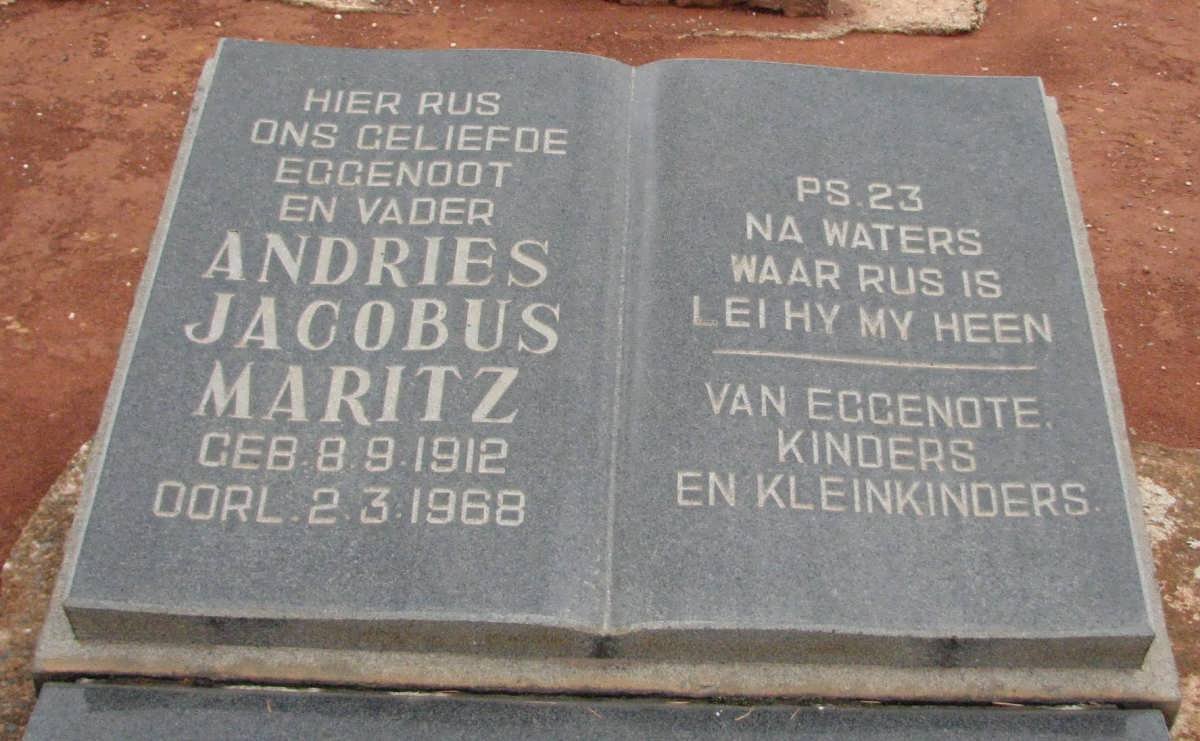 HIER RUS
ONS GELIEFDE
EGGENOOT
EN VADER
ANDRIES
JACOBUS
MARITZ
GEB. 8.9.1912
OORL. 2.3.1968
PS. 23
NA WATERS
WAAR RUS IS
LEI HY MY HEEN
VAN EGGENOTE,
KINDERS
EN KLEINKINDERS.